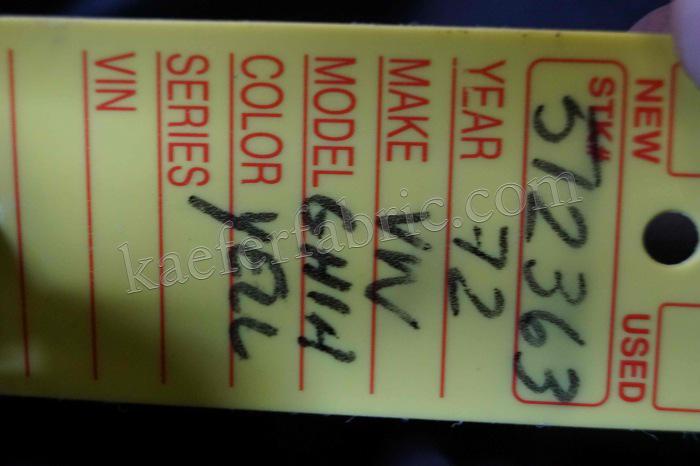 NEW USED
STK# 572363
YEAR 72
MAKE VW
MODEL GHIA
COLOR YELL
SERIES
VIN
kaeferfabric.com